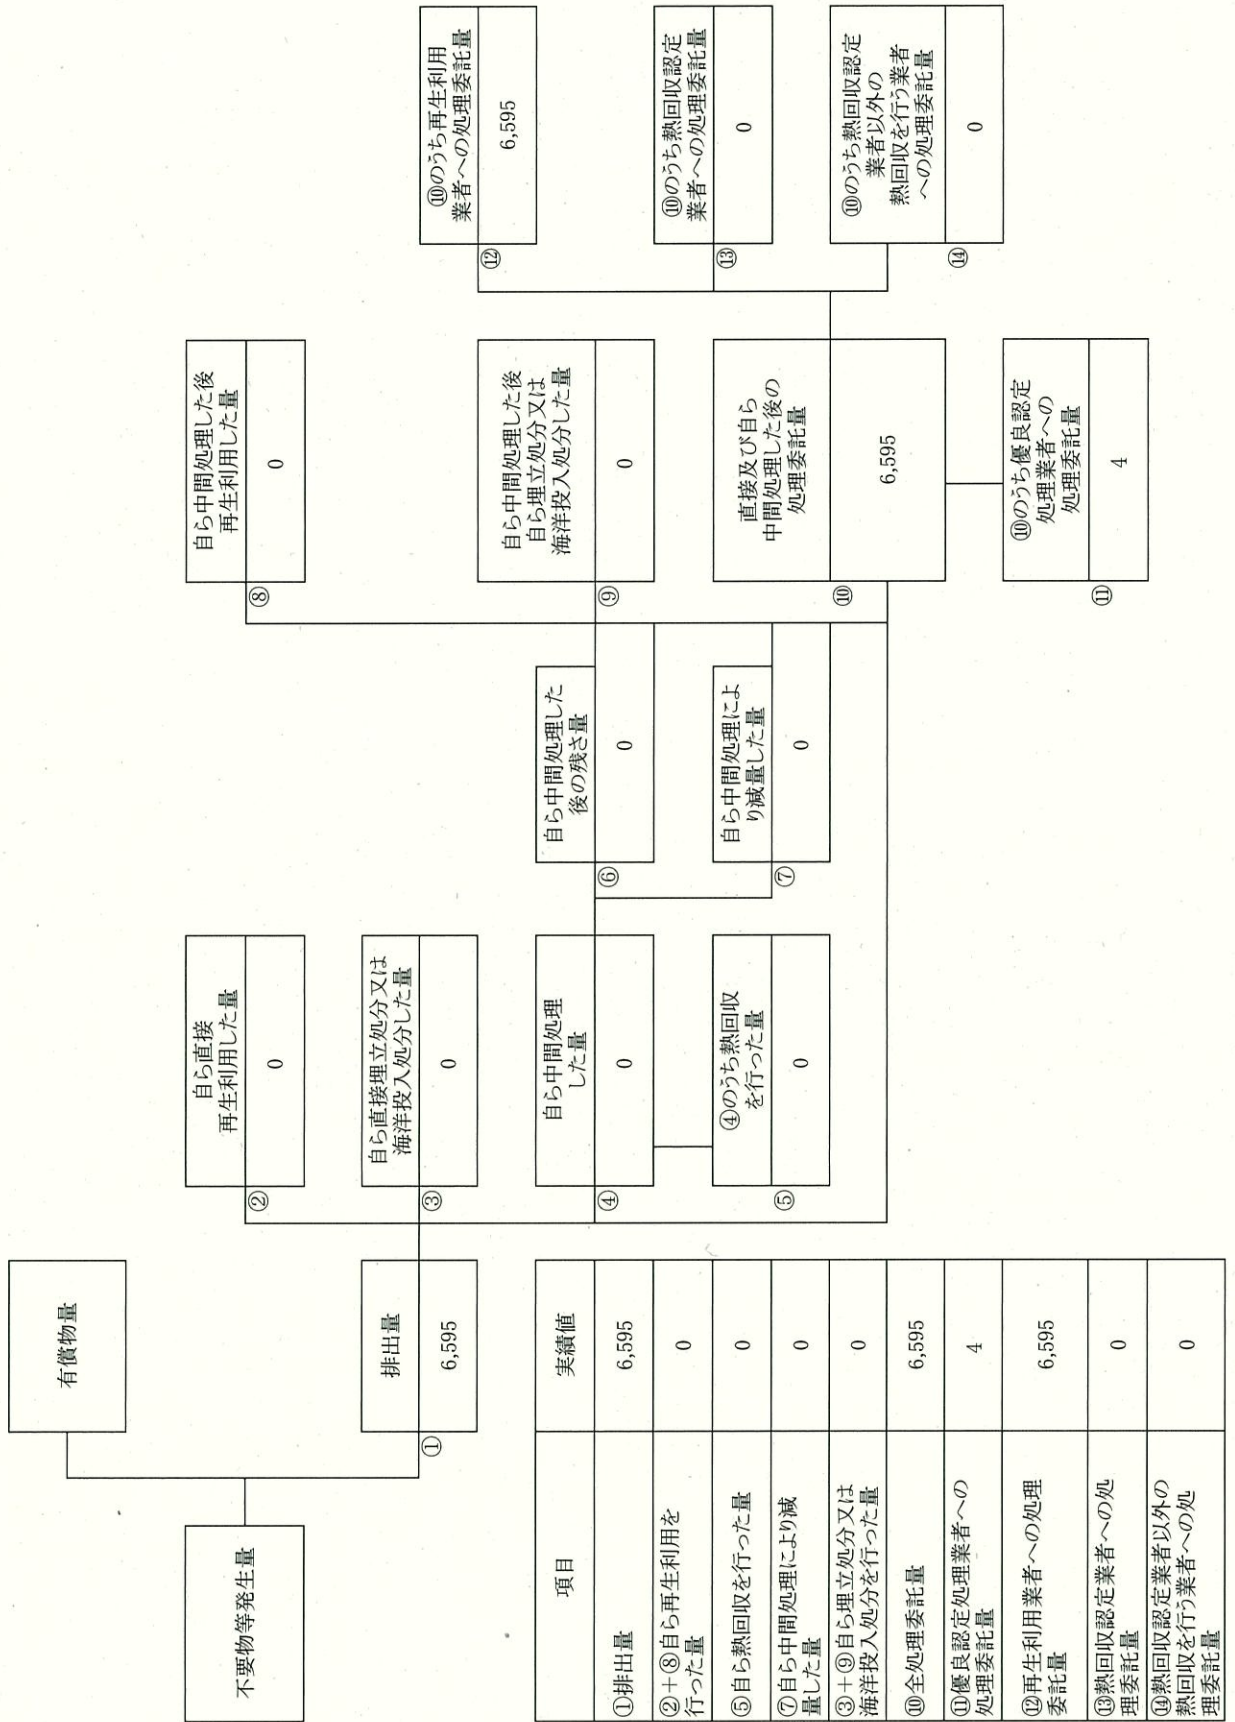 不要物等発生量
有償物量
排出量
①
6,595
自ら直接
再生利用した量
②
0
自ら直接埋立処分又は
海洋投入処分した量
③
0
自ら中間処理
した量
④
0
④のうち熱回収
を行った量
⑤
0
自ら中間処理した
後の残さ量
⑥
0
自ら中間処理によ
り減量した量
⑦
0
自ら中間処理した後
再生利用した量
⑧
0
自ら中間処理した後
自ら埋立処分又は
海洋投入処分した量
⑨
0
直接及び自ら
中間処理した後の
処理委託量
⑩
6,595
⑩のうち優良認定
処理業者への
処理委託量
⑪
4
⑩のうち再生利用
業者への処理委託量
⑫
6,595
⑩のうち熱回収認定
業者への処理委託量
⑬
0
⑩のうち熱回収認定
業者以外の
熱回収を行う業者
への処理委託量
⑭
0
項目 実績値
①排出量 6,595
②+⑧自ら再生利用を
行った量 0
⑤自ら熱回収を行った量 0
⑦自ら中間処理により減
量した量 0
③+⑨自ら埋立処分又は
海洋投入処分を行った量 0
⑩全処理委託量 6,595
⑪優良認定処理業者への
処理委託量 4
⑫再生利用業者への処理
委託量 6,595
⑬熱回収認定業者への処
理委託量 0
⑭熱回収認定業者以外の
熱回収を行う業者への処
理委託量 0